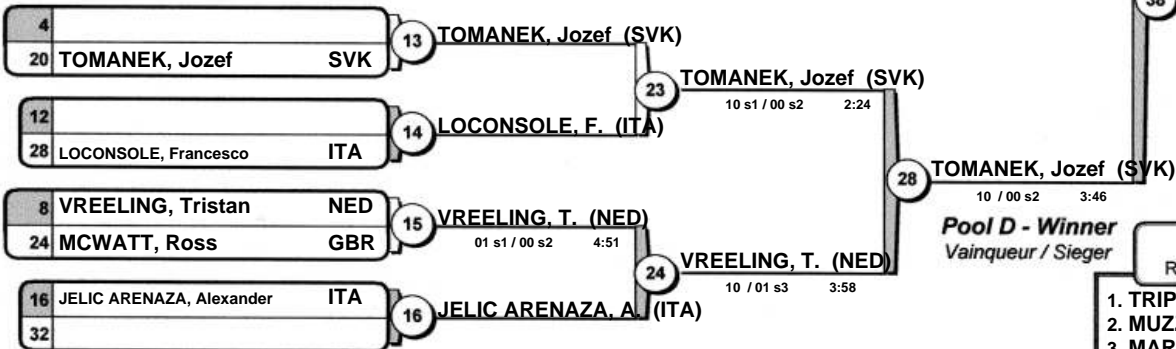 38
4
20 TOMANEK, Jozef SVK
13 TOMANEK, Jozef (SVK)
23 TOMANEK, Jozef (SVK)
10 s1 / 00 s2 2:24
12
28 LOCONSOLE, Francesco ITA
14 LOCONSOLE, F. (ITA)
28 TOMANEK, Jozef (SVK)
10 / 00 s2 3:46
8 VREELING, Tristan NED
24 MCWATT, Ross GBR
15 VREELING, T. (NED)
01 s1 / 00 s2 4:51
24 VREELING, T. (NED)
10 / 01 s3 3:58
16 JELIC ARENAZA, Alexander ITA
32
16 JELIC ARENAZA, A. (ITA)
Pool D - Winner
Vainqueur / Sieger
R
1. TRIP
2. MUZ